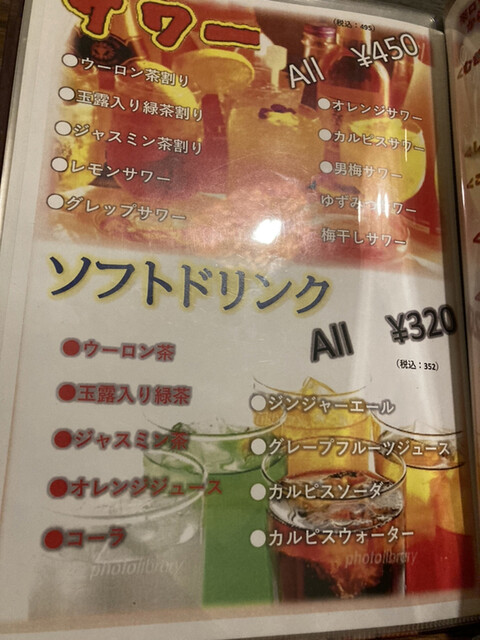 サワー
(税込：495)
All ¥450
●ウーロン茶割り
●玉露入り緑茶割り
●ジャスミン茶割り
●レモンサワー
●グレップサワー
●オレンジサワー
●カルピスサワー
●男梅サワー
梅干しサワー
ソフトドリンク
All ¥320
(税込：352)
●ウーロン茶
●玉露入り緑茶
●ジャスミン茶
●オレンジジュース
●コーラ
●ジンジャーエール
●グレープフルーツジュース
●カルピスソーダ
●カルピスウォーター
photolibrary
photolibrary